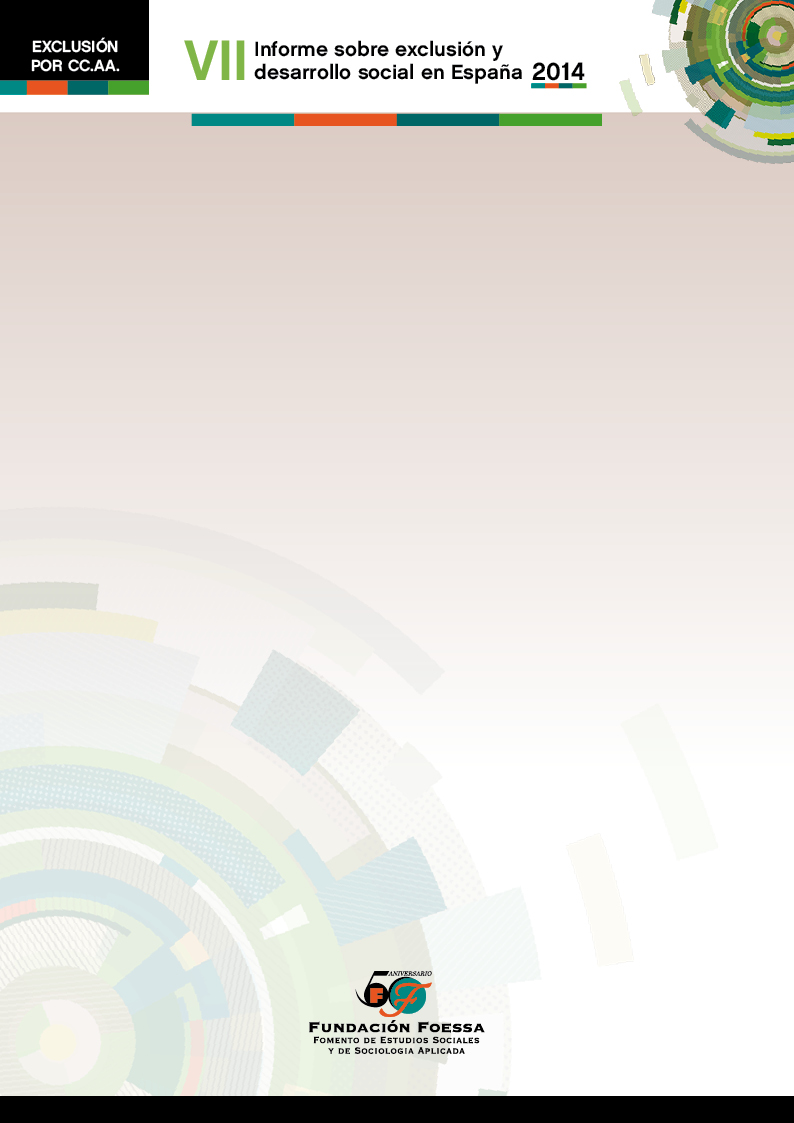 EXCLUSIÓN
POR CC.AA.
VII Informe sobre exclusión y
desarrollo social en España 2014
ANIVERSARIO
FUNDACIÓN FOESSA
FOMENTO DE ESTUDIOS SOCIALES
Y DE SOCIOLOGIA APLICADA